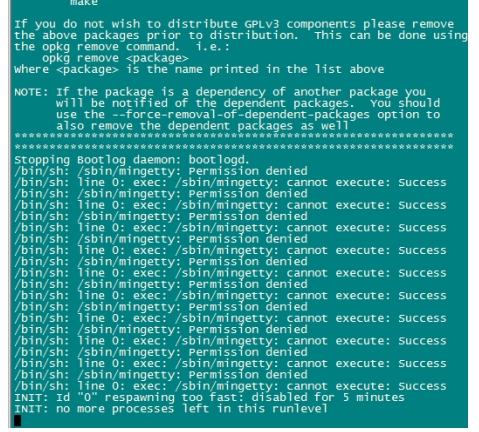 make
If you do not wish to distribute GPLv3 components please remove
the above packages prior to distribution.  This can be done using
the opkg remove command.  i.e.:
opkg remove <package>
Where <package> is the name printed in the list above
NOTE: If the package is a dependency of another package you
will be notified of the dependent packages.  You should
use the --force-removal-of-dependent-packages option to
also remove the dependent packages as well
***************************************************************
***************************************************************
Stopping Bootlog daemon: bootlogd.
/bin/sh: /sbin/mingetty: Permission denied
/bin/sh: line 0: exec: /sbin/mingetty: cannot execute: Success
/bin/sh: /sbin/mingetty: Permission denied
/bin/sh: line 0: exec: /sbin/mingetty: cannot execute: Success
/bin/sh: /sbin/mingetty: Permission denied
/bin/sh: line 0: exec: /sbin/mingetty: cannot execute: Success
/bin/sh: /sbin/mingetty: Permission denied
/bin/sh: line 0: exec: /sbin/mingetty: cannot execute: Success
/bin/sh: /sbin/mingetty: Permission denied
/bin/sh: line 0: exec: /sbin/mingetty: cannot execute: Success
/bin/sh: /sbin/mingetty: Permission denied
/bin/sh: line 0: exec: /sbin/mingetty: cannot execute: Success
/bin/sh: /sbin/mingetty: Permission denied
/bin/sh: line 0: exec: /sbin/mingetty: cannot execute: Success
/bin/sh: /sbin/mingetty: Permission denied
/bin/sh: line 0: exec: /sbin/mingetty: cannot execute: Success
/bin/sh: /sbin/mingetty: Permission denied
/bin/sh: line 0: exec: /sbin/mingetty: cannot execute: Success
/bin/sh: /sbin/mingetty: Permission denied
/bin/sh: line 0: exec: /sbin/mingetty: cannot execute: Success
INIT: Id "0" respawning too fast: disabled for 5 minutes
INIT: no more processes left in this runlevel